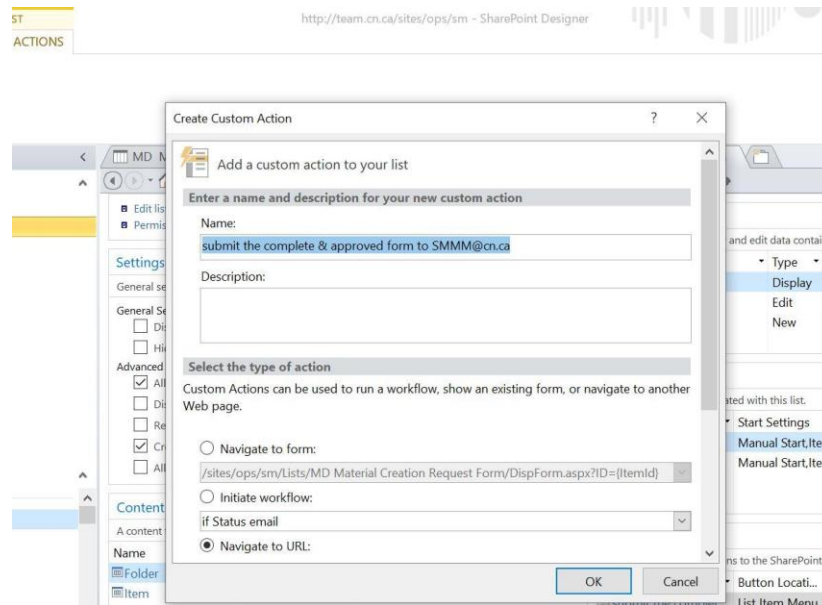 ST
http://team.cn.ca/sites/ops/sm - SharePoint Designer
ACTIONS
Create Custom Action
?
MD
Add a custom action to your list
Enter a name and description for your new custom action
Edit lis
Permis
Name:
submit the complete & approved form to SMMM@cn.ca
and edit data contai
Settings
Description:
Type
General se
Display
General Se
Edit
Di
New
Hi
Advanced
Select the type of action
All
Custom Actions can be used to run a workflow, show an existing form, or navigate to another
Web page.
Di
ated with this list.
Re
Start Settings
Cr
Navigate to form:
Manual Start,Ite
All
/sites/ops/sm/Lists/MD Material Creation Request Form/DispForm.aspx?ID={ItemId}
Manual Start,Ite
Initiate workflow:
Content
if Status email
A content
Name
Navigate to URL:
ns to the SharePoint
Folder
OK
Cancel
Button Locati...
Item
List Item Menu